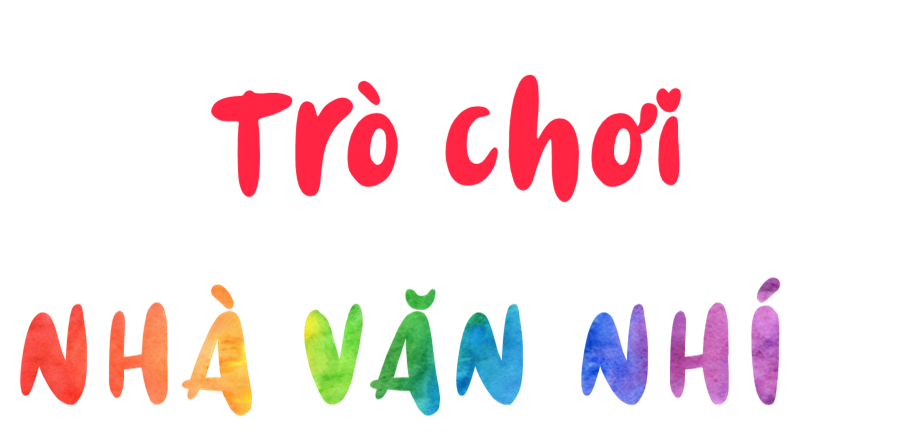 Trò chơi
NHÀ VĂN NHÍ